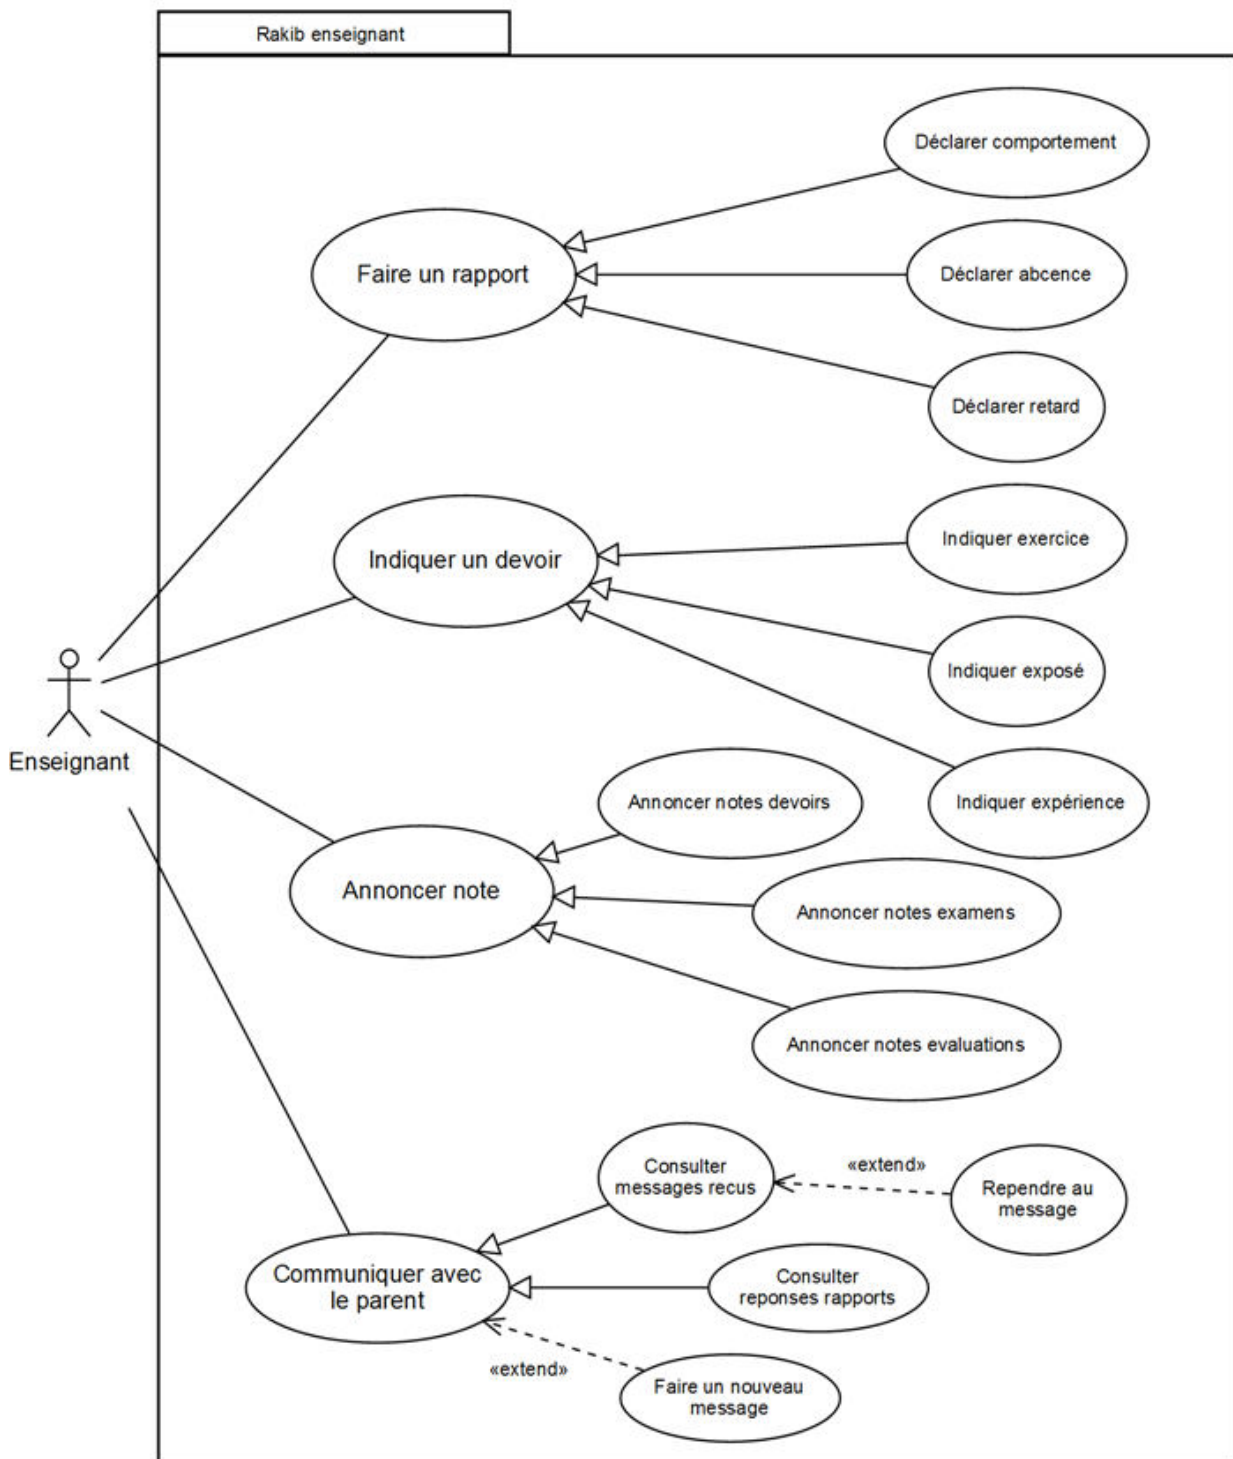 Rakib enseignant
Déclarer comportement
Faire un rapport
Déclarer abcence
Déclarer retard
Indiquer un devoir
Indiquer exercice
Indiquer exposé
Enseignant
Annoncer notes devoirs
Indiquer expérience
Annoncer note
Annoncer notes examens
Annoncer notes evaluations
Consulter
messages recus
«extend»
Rependre au
message
Communiquer avec
le parent
Consulter
reponses rapports
«extend»
Faire un nouveau
message